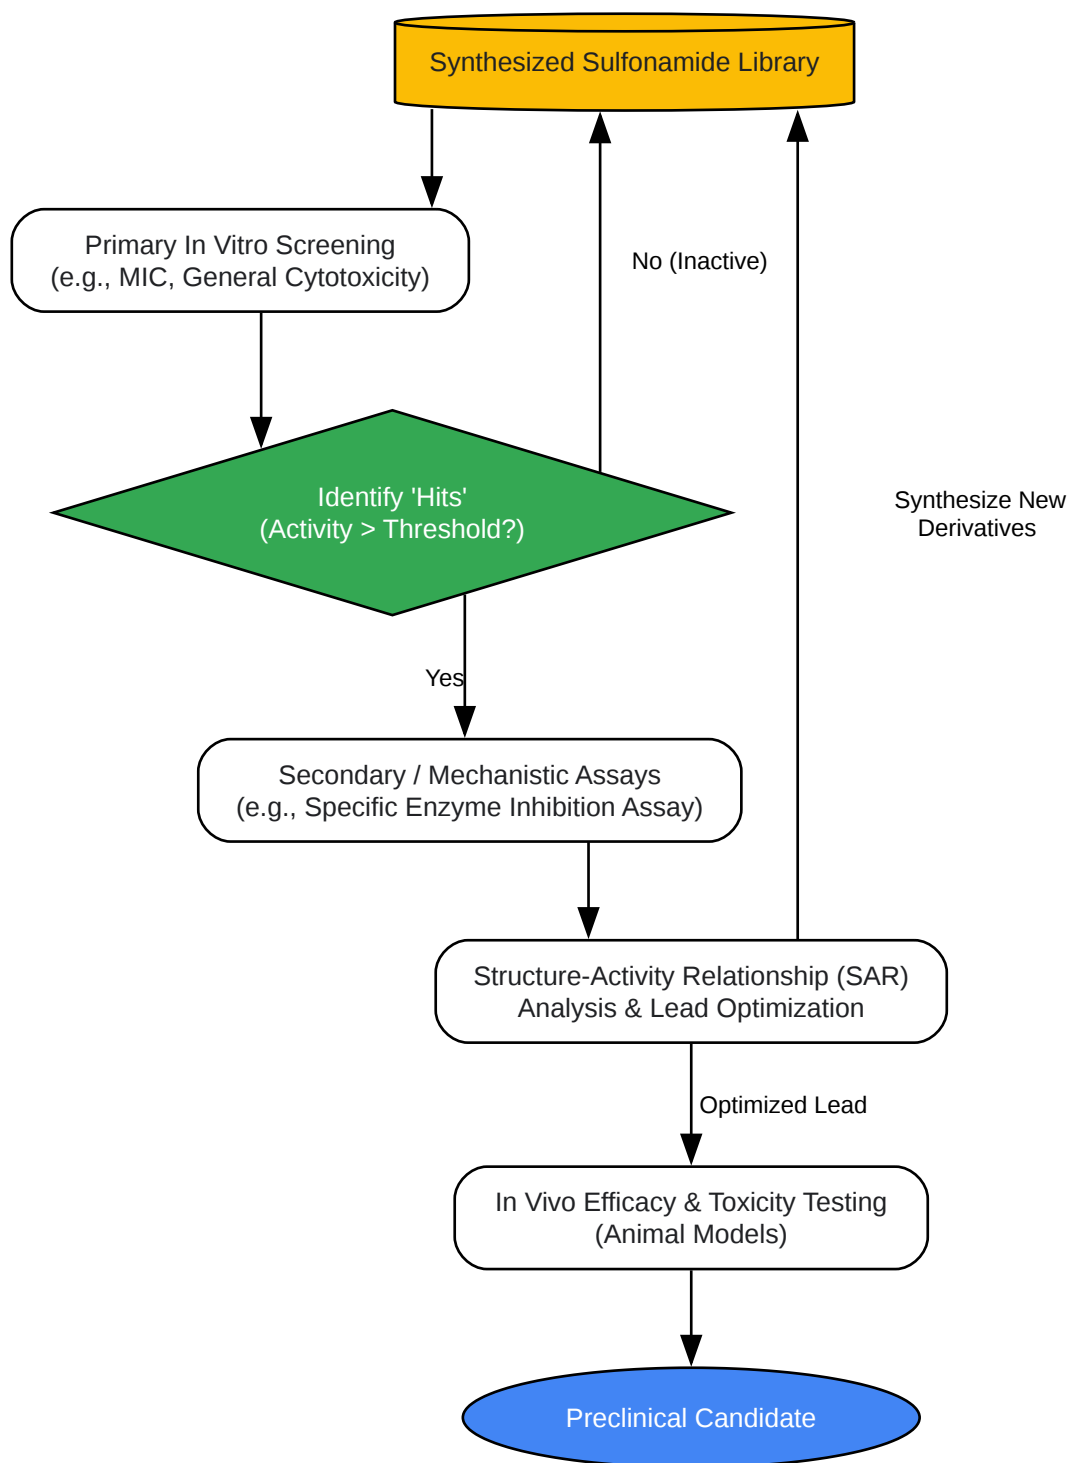 Synthesized Sulfonamide Library
Primary In Vitro Screening
(e.g., MIC, General Cytotoxicity)
No (Inactive)
Identify 'Hits'
(Activity > Threshold?)
Synthesize New
Derivatives
Yes
Secondary / Mechanistic Assays
(e.g., Specific Enzyme Inhibition Assay)
Structure-Activity Relationship (SAR)
Analysis & Lead Optimization
Optimized Lead
In Vivo Efficacy & Toxicity Testing
(Animal Models)
Preclinical Candidate